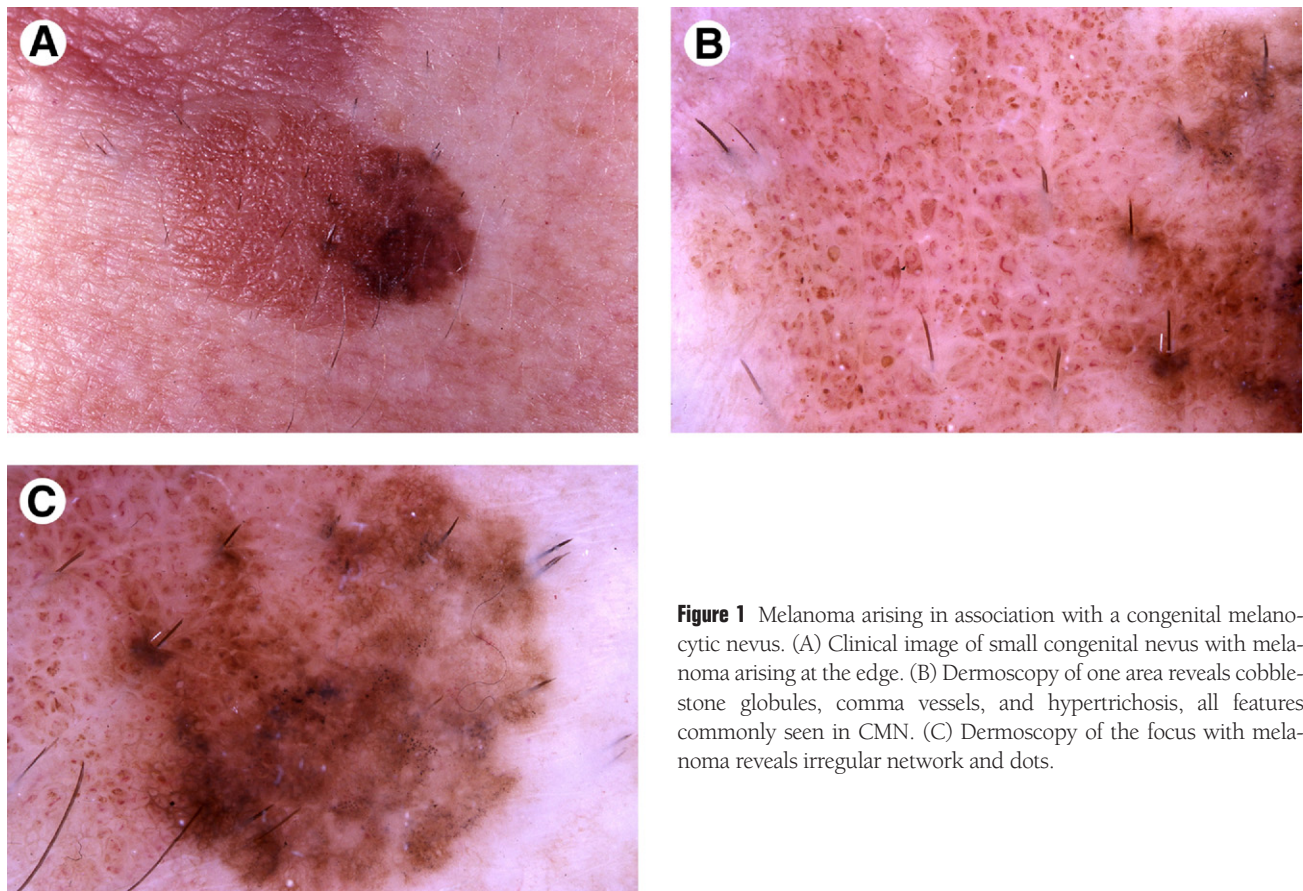 A
B
C
Figure 1 Melanoma arising in association with a congenital melano-
cytic nevus. (A) Clinical image of small congenital nevus with mela-
noma arising at the edge. (B) Dermoscopy of one area reveals cobble-
stone globules, comma vessels, and hypertrichosis, all features
commonly seen in CMN. (C) Dermoscopy of the focus with mela-
noma reveals irregular network and dots.